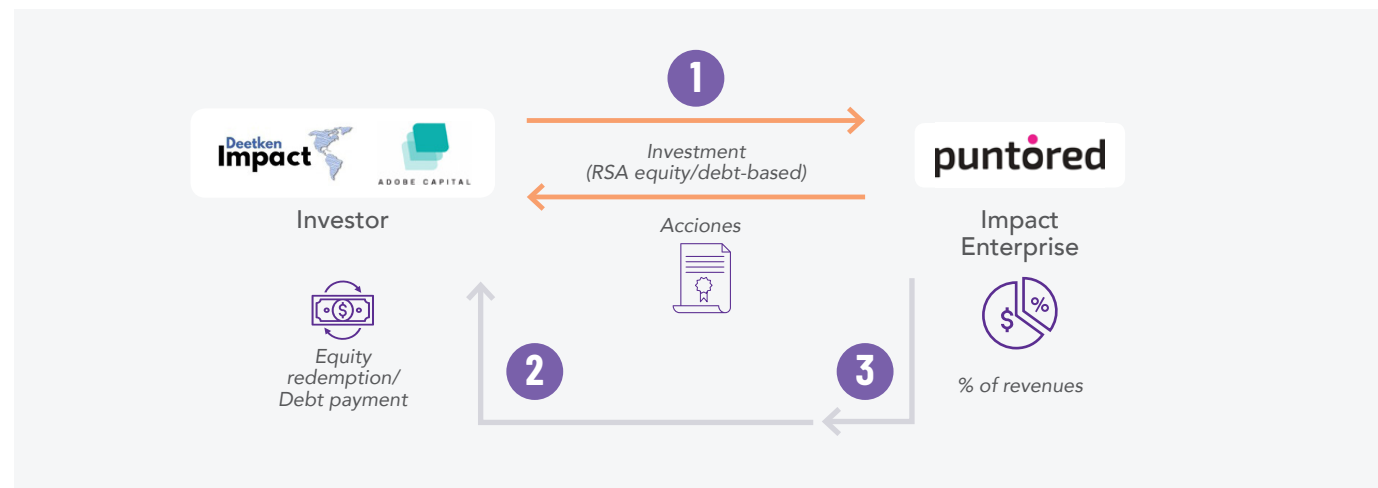 1
Deetken
Impact
ADOBE CAPITAL
puntored
Investment
(RSA equity/debt-based)
Investor
Acciones
Impact
Enterprise
$
$
%
2
3
Equity
redemption/
Debt payment
% of revenues